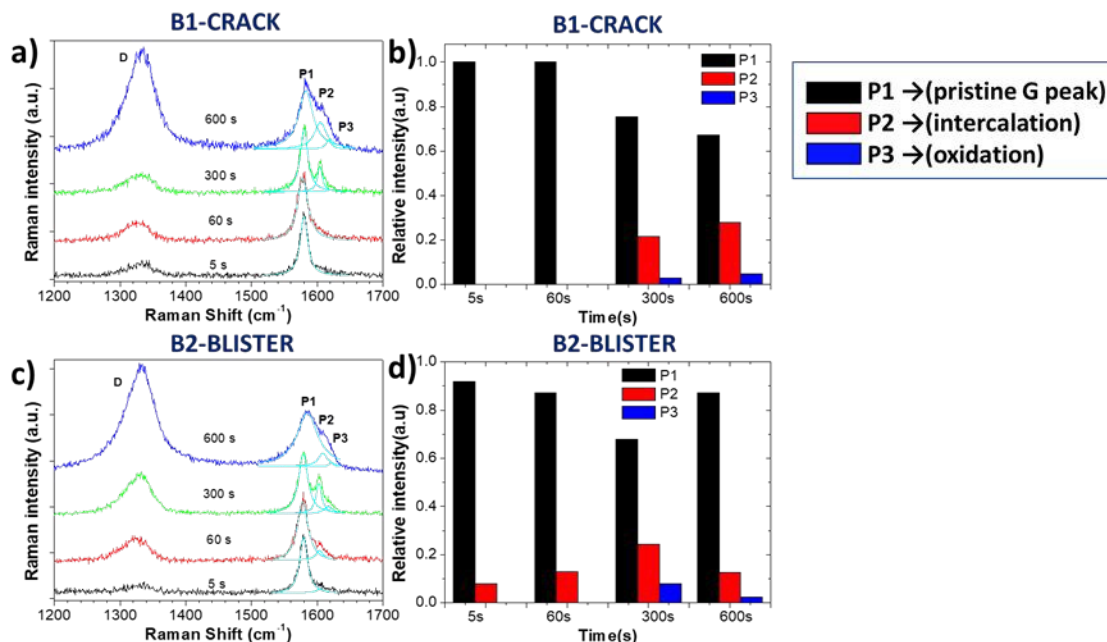 B1-CRACK
a)
D
P1
P2
P3
600 s
300 s
60 s
5 s
Raman intensity (a.u.)
1200 1300 1400 1500 1600 1700
Raman Shift (cm-1)
B1-CRACK
b)
P1
P2
P3
1.0
0.8
0.6
0.4
0.2
0.0
Relative intensity(a.u)
5s 60s 300s 600s
Time(s)
P1 →(pristine G peak)
P2 →(intercalation)
P3 →(oxidation)
B2-BLISTER
c)
D
P1
P2
P3
600 s
300 s
60 s
5 s
Raman intensity (a.u.)
1200 1300 1400 1500 1600 1700
Raman Shift (cm-1)
B2-BLISTER
d)
P1
P2
P3
1.0
0.8
0.6
0.4
0.2
0.0
Relative intensity(a.u)
5s 60s 300s 600s
Time(s)